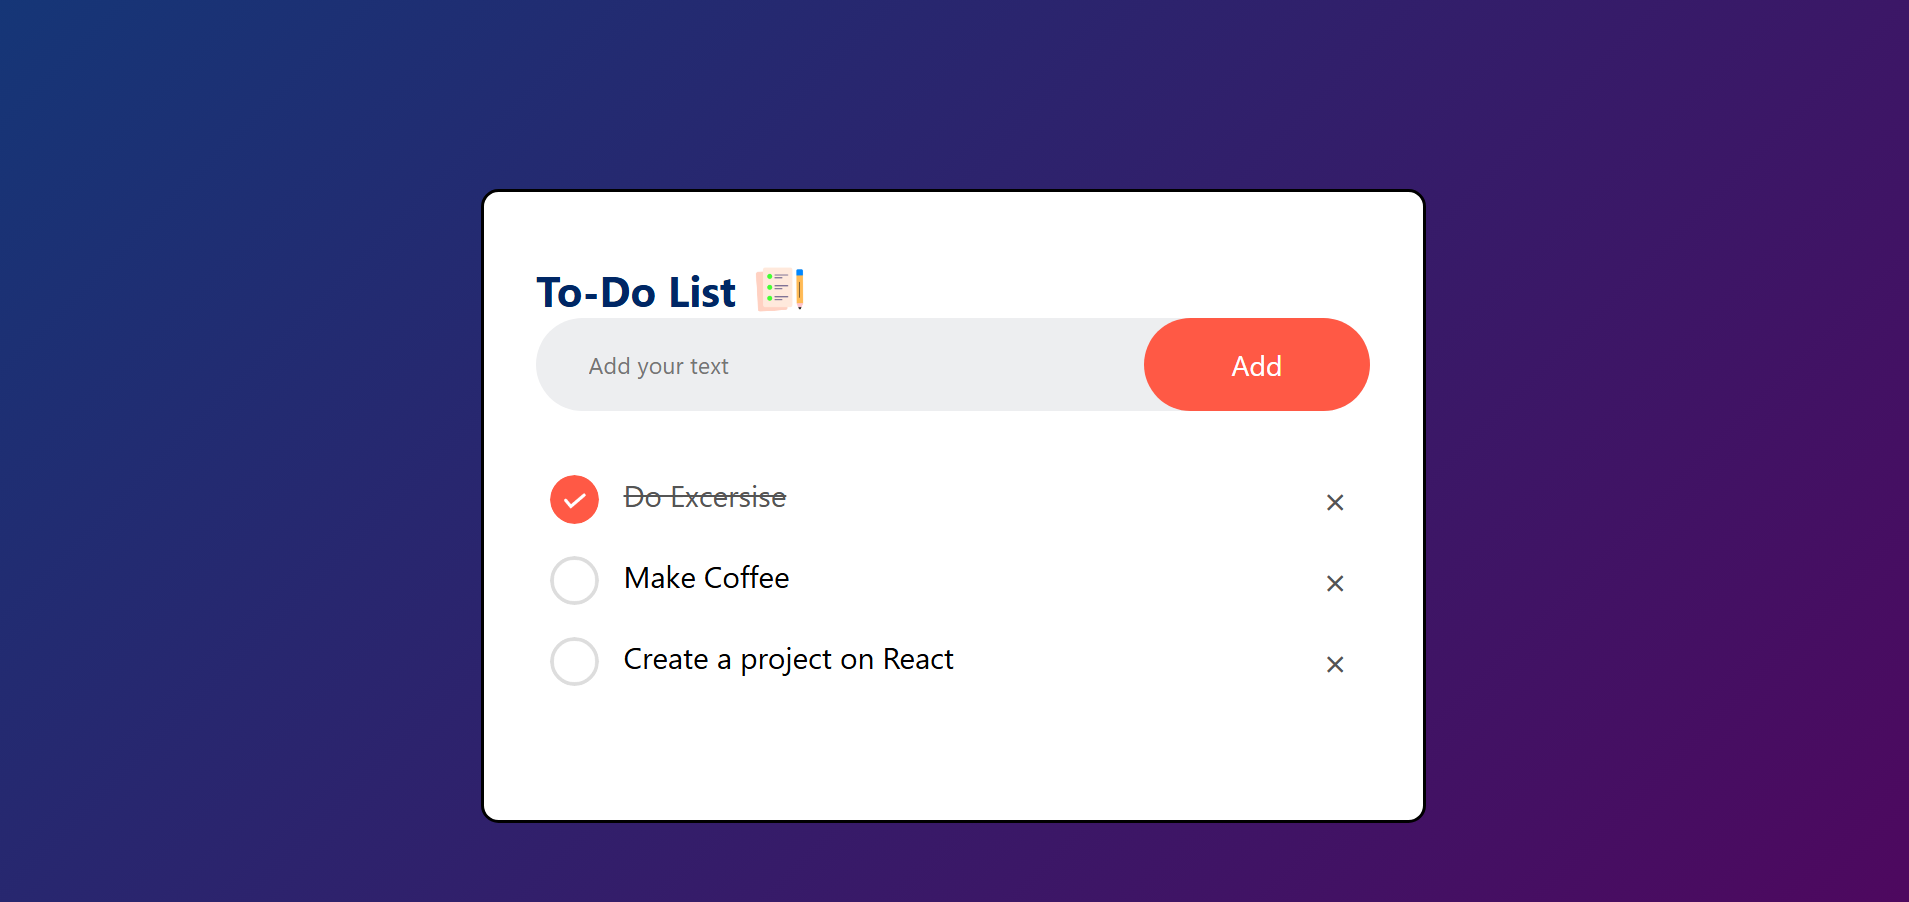 To-Do List
Add your text
Add
Do Excersise
×
Make Coffee
×
Create a project on React
×